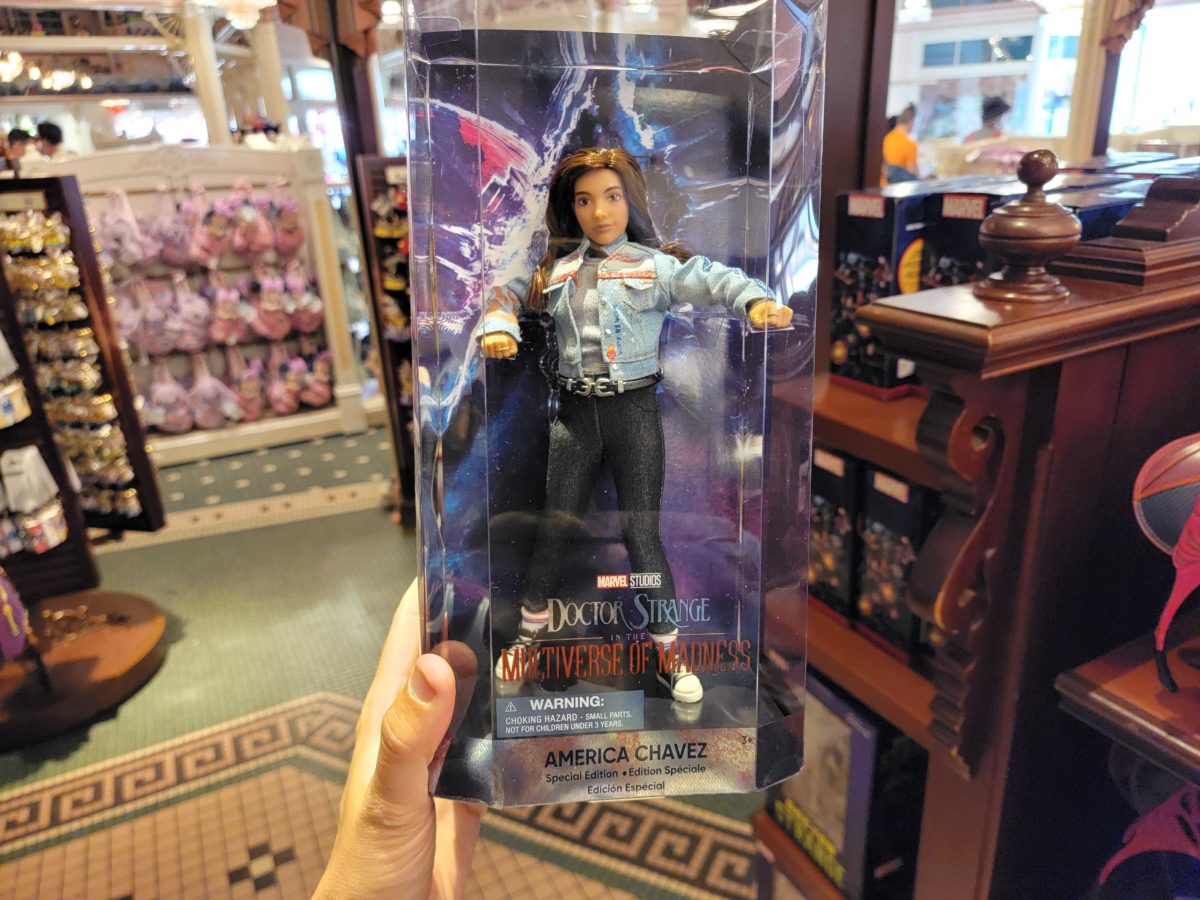 MARVEL STUDIOS
DOCTOR STRANGE
IN THE
MULTIVERSE OF MADNESS
⚠ WARNING:
CHOKING HAZARD - SMALL PARTS.
NOT FOR CHILDREN UNDER 3 YEARS.
3+
AMERICA CHAVEZ
Special Edition • Édition Spéciale
Edición Especial
MARVEL
MARVEL